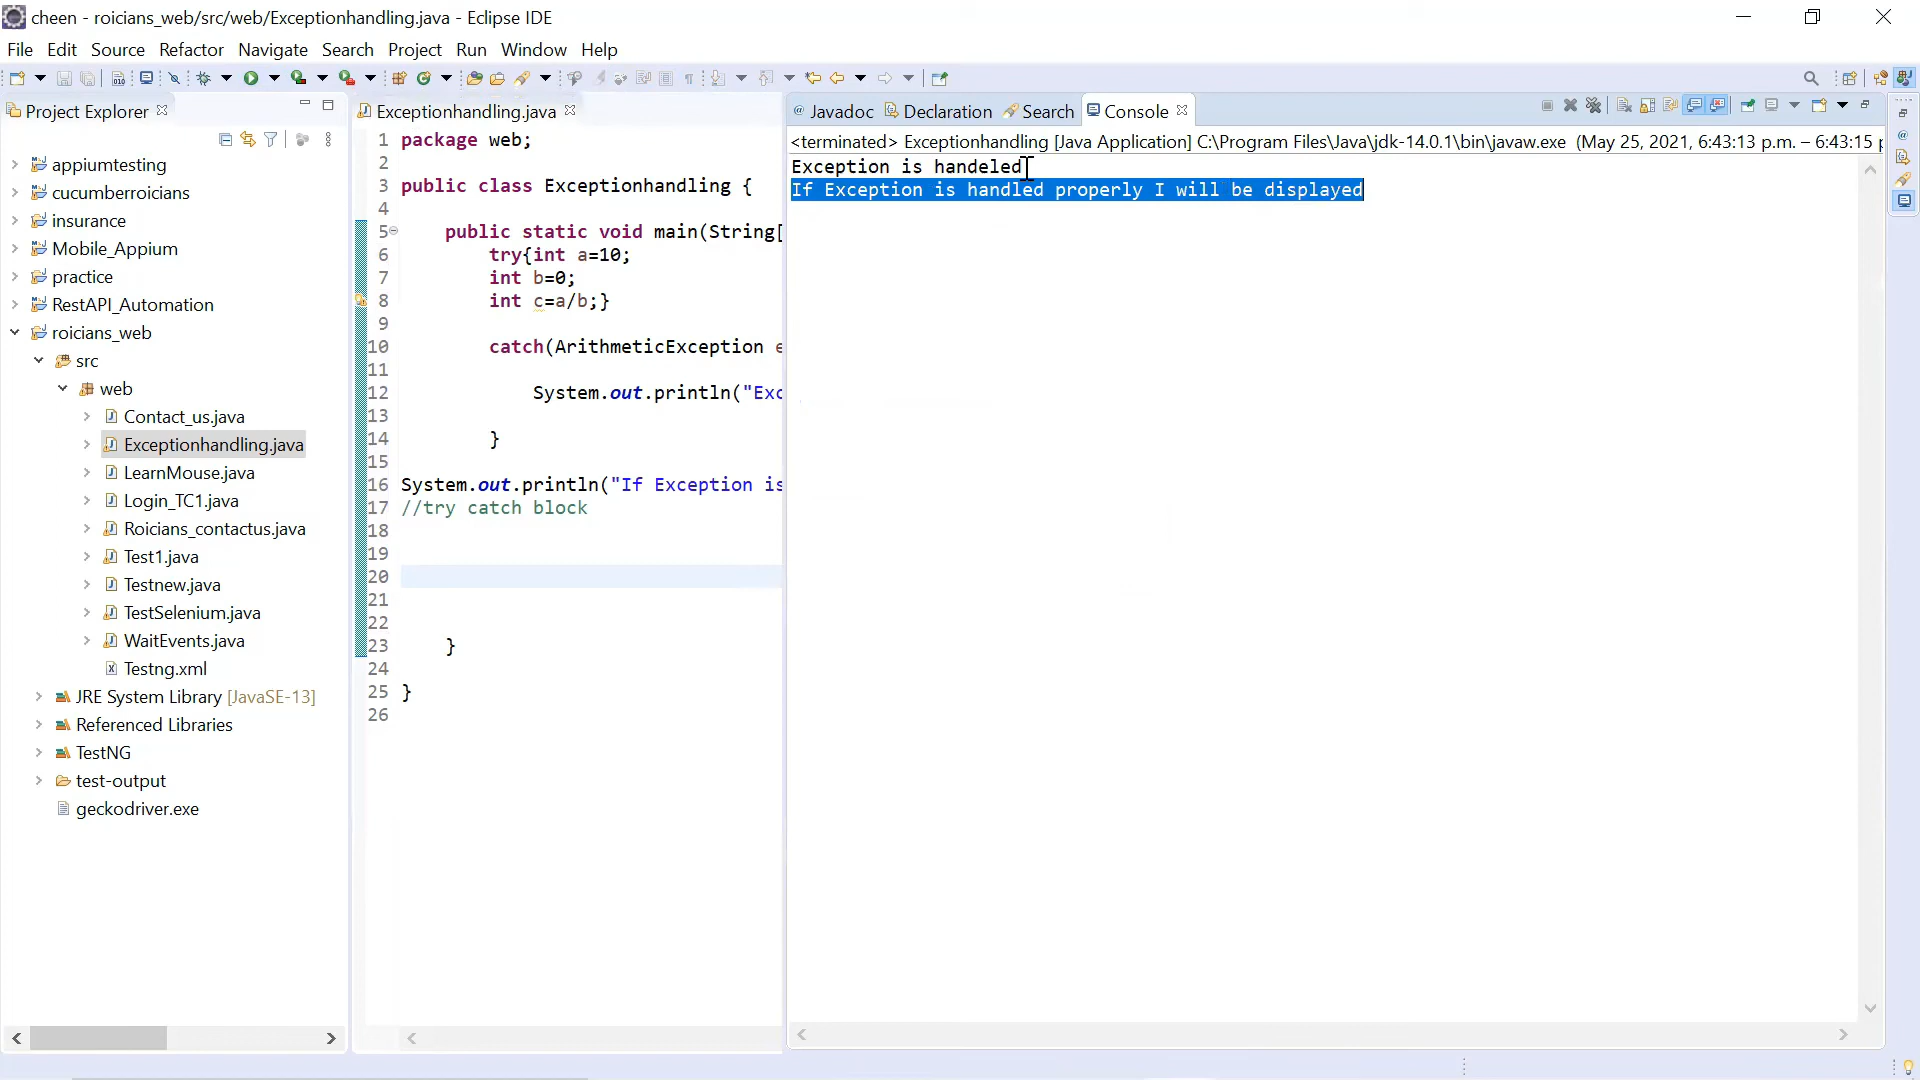 cheen - roicians_web/src/web/Exceptionhandling.java - Eclipse IDE
File Edit Source Refactor Navigate Search Project Run Window Help
Project Explorer
appiumtesting
cucumberroicians
insurance
Mobile_Appium
practice
RestAPI_Automation
roicians_web
src
web
Contact_us.java
Exceptionhandling.java
LearnMouse.java
Login_TC1.java
Roicians_contactus.java
Test1.java
Testnew.java
TestSelenium.java
WaitEvents.java
Testng.xml
JRE System Library [JavaSE-13]
Referenced Libraries
TestNG
test-output
geckodriver.exe
Exceptionhandling.java
1 package web;
2
3 public class Exceptionhandling {
4
5 public static void main(String[
6 try{int a=10;
7 int b=0;
8 int c=a/b;}
9
10 catch(ArithmeticException e
11
12 System.out.println("Exc
13
14 }
15
16 System.out.println("If Exception is
17 //try catch block
18
19
20
21
22
23 }
24
25 }
26
Javadoc Declaration Search Console
<terminated> Exceptionhandling [Java Application] C:\Program Files\Java\jdk-14.0.1\bin\javaw.exe (May 25, 2021, 6:43:13 p.m. – 6:43:15 p
Exception is handeled
If Exception is handled properly I will be displayed